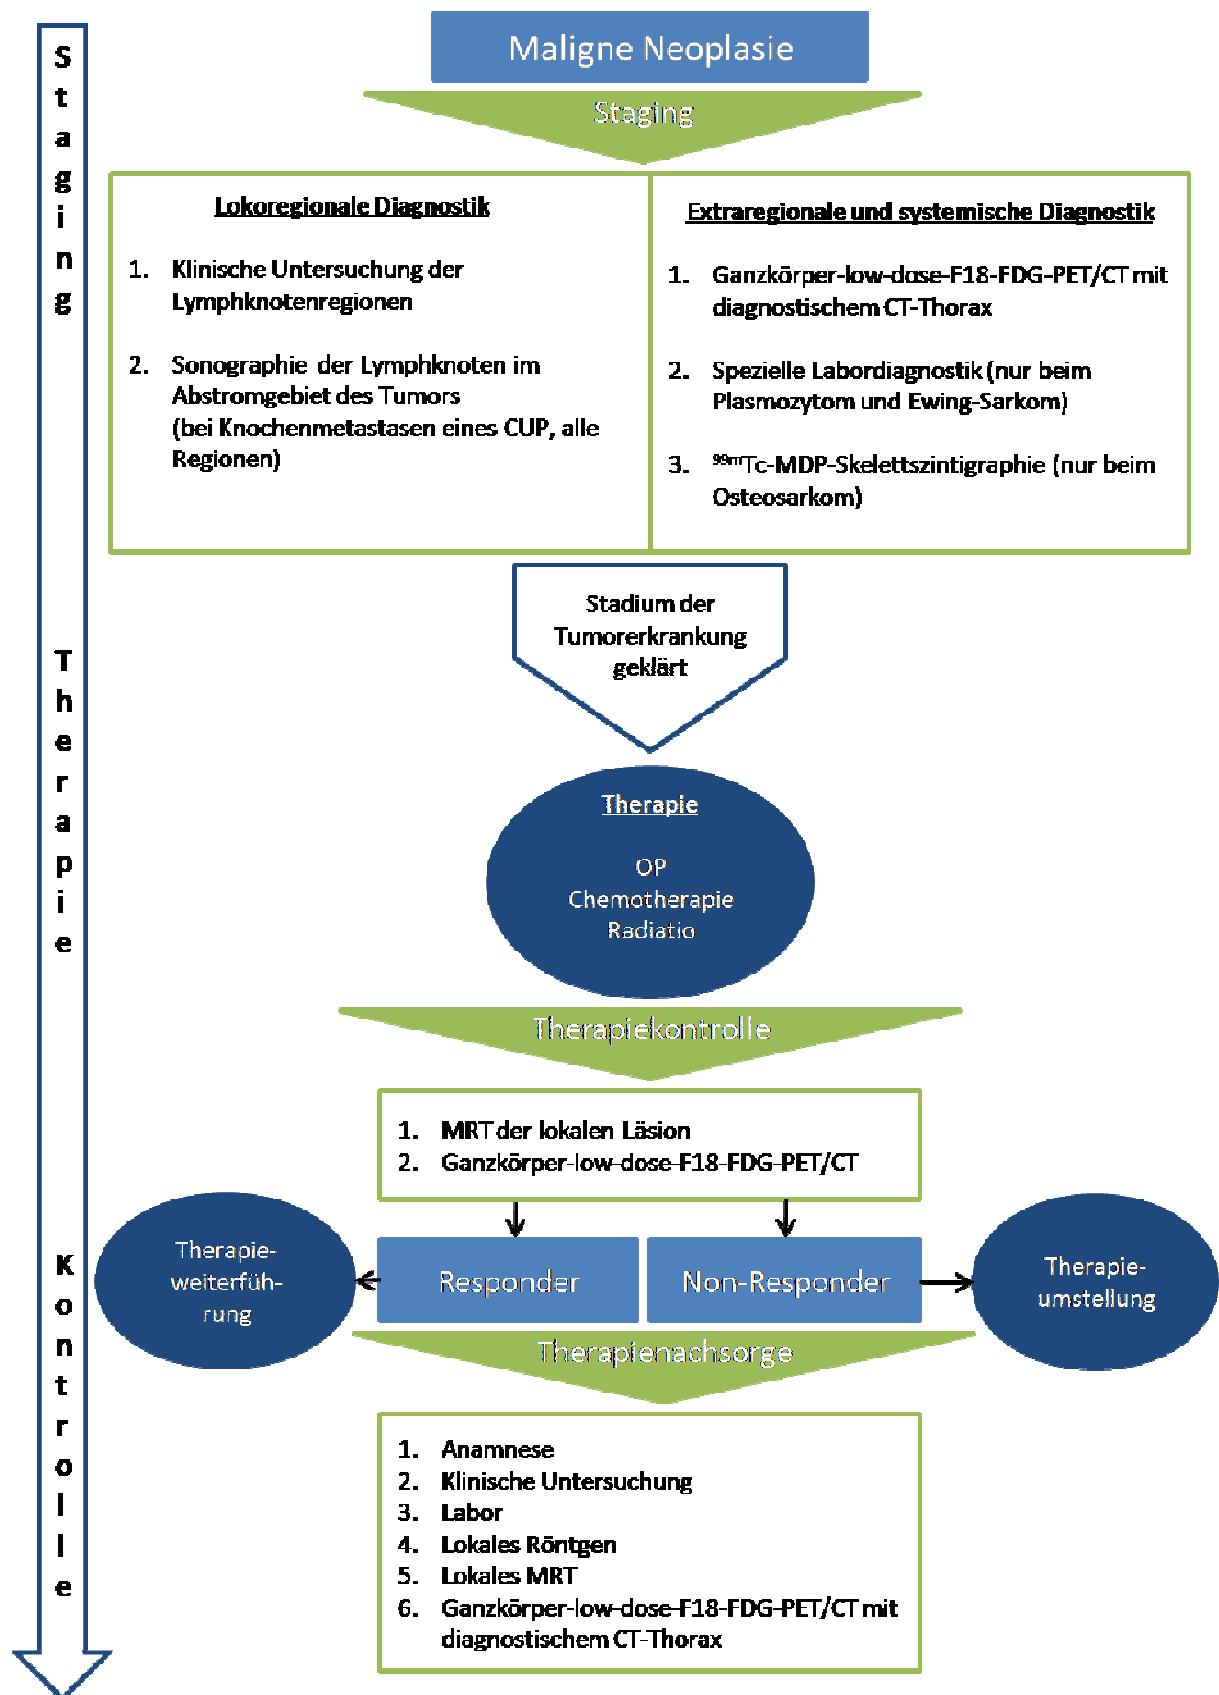 Staging
Therapie
Kontrolle
Maligne Neoplasie
Staging
Lokoregionale Diagnostik
1. Klinische Untersuchung der
Lymphknotenregionen
2. Sonographie der Lymphknoten im
Abstromgebiet des Tumors
(bei Knochenmetastasen eines CUP, alle
Regionen)
Extraregionale und systemische Diagnostik
1. Ganzkörper-low-dose-F18-FDG-PET/CT mit
diagnostischem CT-Thorax
2. Spezielle Labordiagnostik (nur beim
Plasmozytom und Ewing-Sarkom)
3. ⁹⁹ᵐTc-MDP-Skelettszintigraphie (nur beim
Osteosarkom)
Stadium der
Tumorerkrankung
geklärt
Therapie
OP
Chemotherapie
Radiatio
Therapiekontrolle
1. MRT der lokalen Läsion
2. Ganzkörper-low-dose-F18-FDG-PET/CT
Therapie-
weiterfüh-
rung
Responder
Non-Responder
Therapie-
umstellung
Therapienachsorge
1. Anamnese
2. Klinische Untersuchung
3. Labor
4. Lokales Röntgen
5. Lokales MRT
6. Ganzkörper-low-dose-F18-FDG-PET/CT mit
diagnostischem CT-Thorax